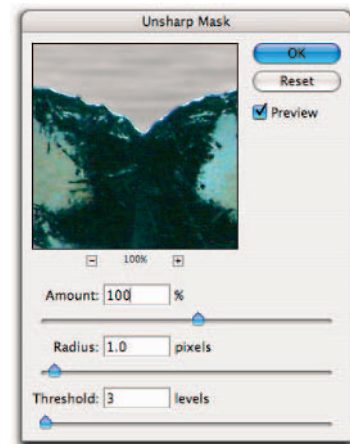 Unsharp Mask
OK
Reset
Preview
100%
Amount: 100 %
Radius: 1.0 pixels
Threshold: 3 levels